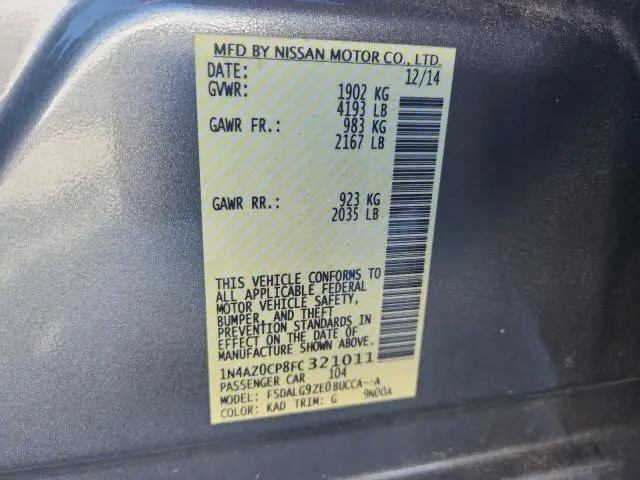 MFD BY NISSAN MOTOR CO., LTD.
DATE: 12/14
GVWR: 1902 KG
4193 LB
GAWR FR.: 983 KG
2167 LB
GAWR RR.: 923 KG
2035 LB
THIS VEHICLE CONFORMS TO
ALL APPLICABLE FEDERAL
MOTOR VEHICLE SAFETY,
BUMPER, AND THEFT
PREVENTION STANDARDS IN
EFFECT ON THE DATE OF
MANUFACTURE SHOWN ABOVE.
1N4AZ0CP8FC321011
PASSENGER CAR 104
MODEL: FSDALG9ZE0BUCCA--A
COLOR: KAD TRIM: G 9N00A
1N4AZ0CP8FC321011